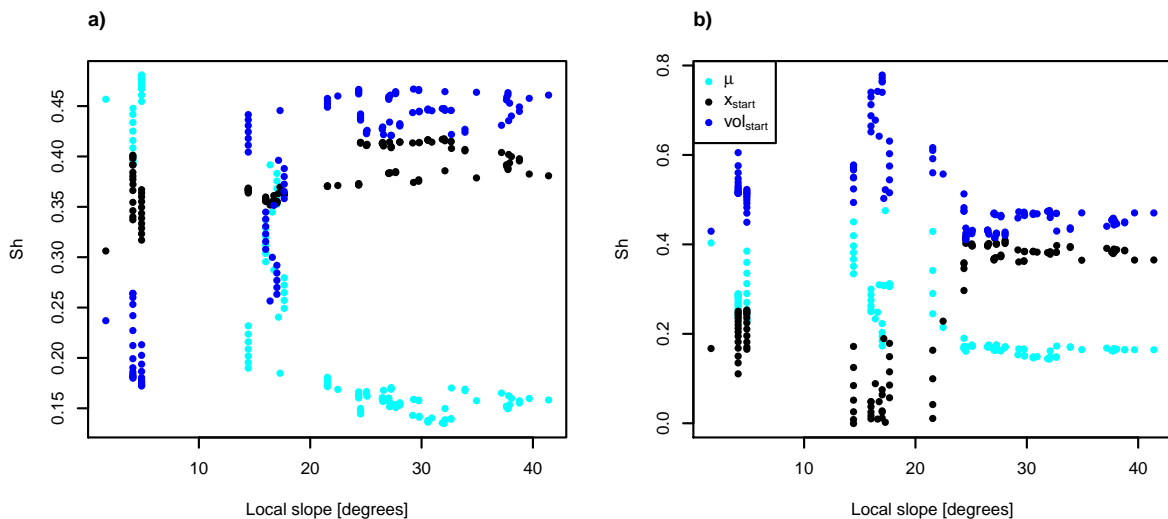 a)
Sh
0.15 0.20 0.25 0.30 0.35 0.40 0.45
10 20 30 40
Local slope [degrees]
b)
Sh
0.0 0.2 0.4 0.6 0.8
μ
xstart
volstart
10 20 30 40
Local slope [degrees]